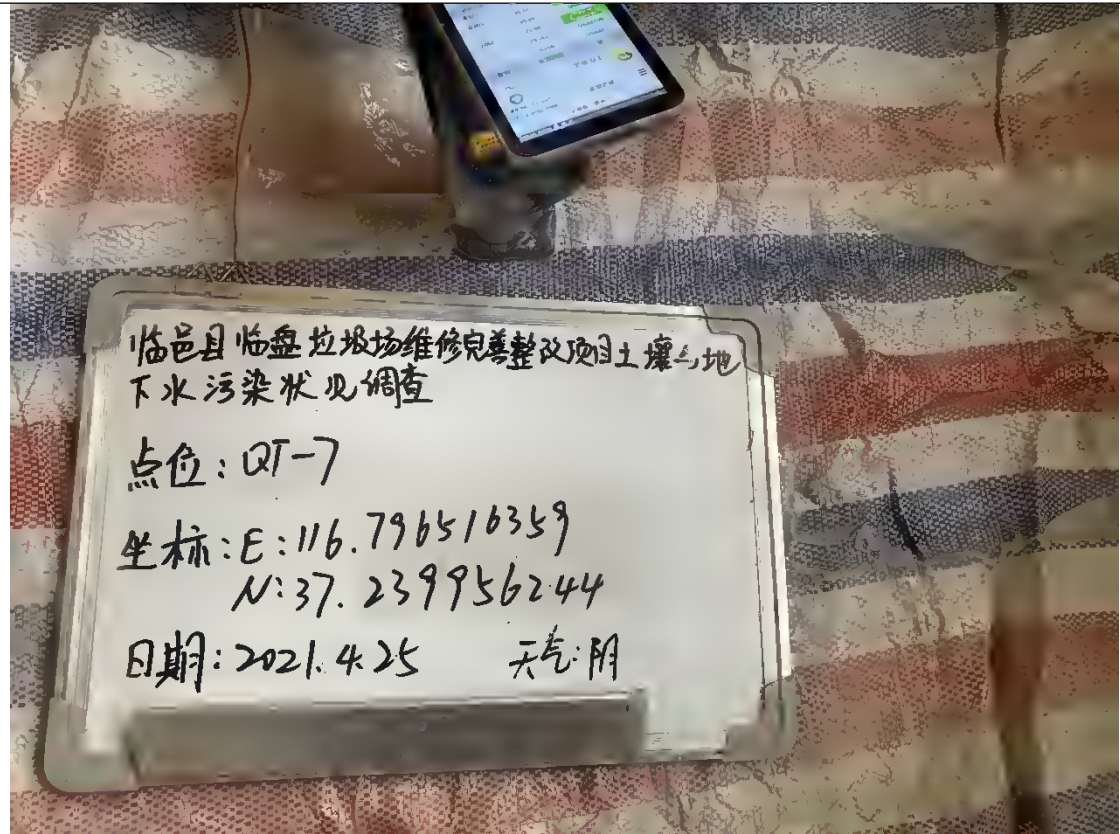 临邑县临盘垃圾场维修完善整改项目土壤与地
下水污染状况调查
点位:QT-7
坐标:E:116.796516359
N:37.239956244
日期:2021.4.25 天气:阴